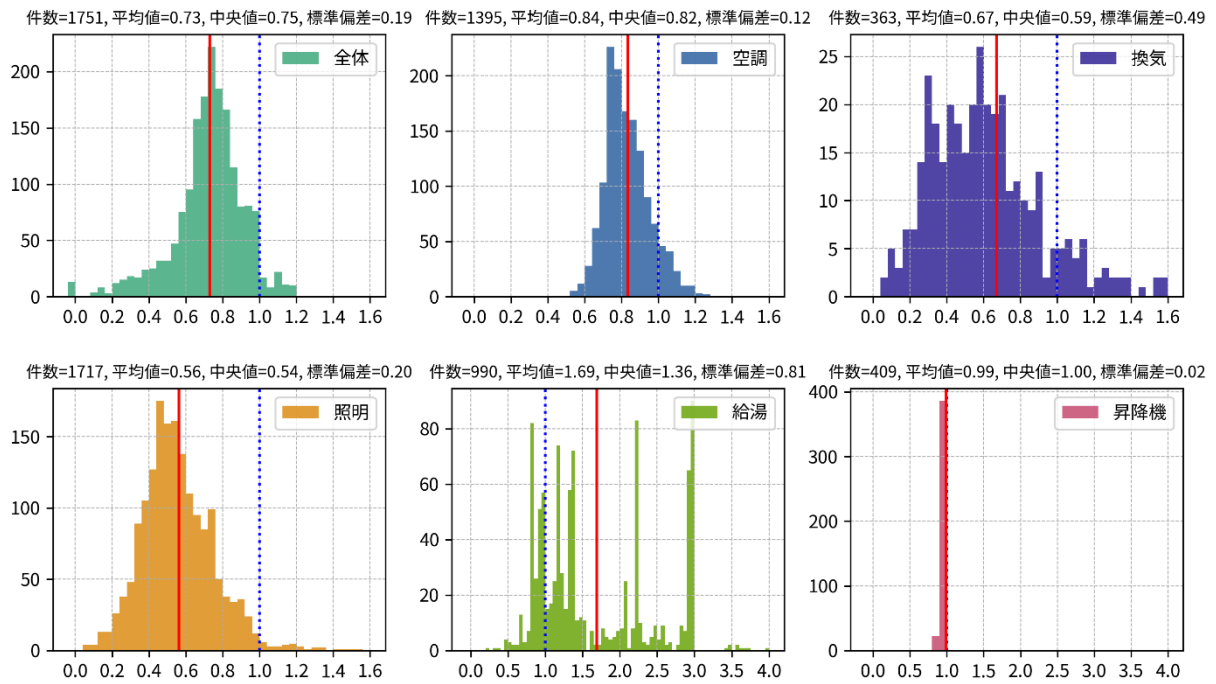 件数=1751, 平均値=0.73, 中央値=0.75, 標準偏差=0.19
全体
200
150
100
50
0
0.0 0.2 0.4 0.6 0.8 1.0 1.2 1.4 1.6
件数=1395, 平均値=0.84, 中央値=0.82, 標準偏差=0.12
空調
200
150
100
50
0
0.0 0.2 0.4 0.6 0.8 1.0 1.2 1.4 1.6
件数=363, 平均値=0.67, 中央値=0.59, 標準偏差=0.49
換気
25
20
15
10
5
0
0.0 0.2 0.4 0.6 0.8 1.0 1.2 1.4 1.6
件数=1717, 平均値=0.56, 中央値=0.54, 標準偏差=0.20
照明
150
100
50
0
0.0 0.2 0.4 0.6 0.8 1.0 1.2 1.4 1.6
件数=990, 平均値=1.69, 中央値=1.36, 標準偏差=0.81
給湯
80
60
40
20
0
0.0 0.5 1.0 1.5 2.0 2.5 3.0 3.5 4.0
件数=409, 平均値=0.99, 中央値=1.00, 標準偏差=0.02
昇降機
400
300
200
100
0
0.0 0.5 1.0 1.5 2.0 2.5 3.0 3.5 4.0